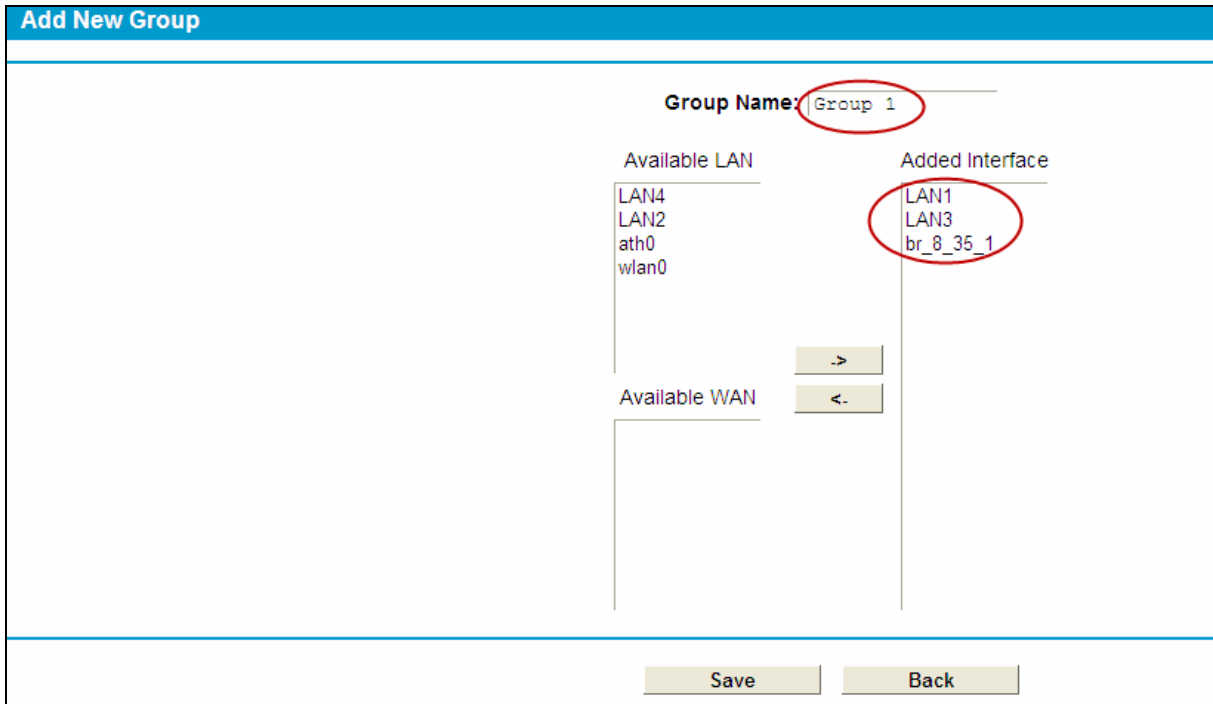 Add New Group
Group Name: Group 1
Available LAN
LAN4
LAN2
ath0
wlan0
Added Interface
LAN1
LAN3
br_8_35_1
->
<-
Available WAN
Save
Back